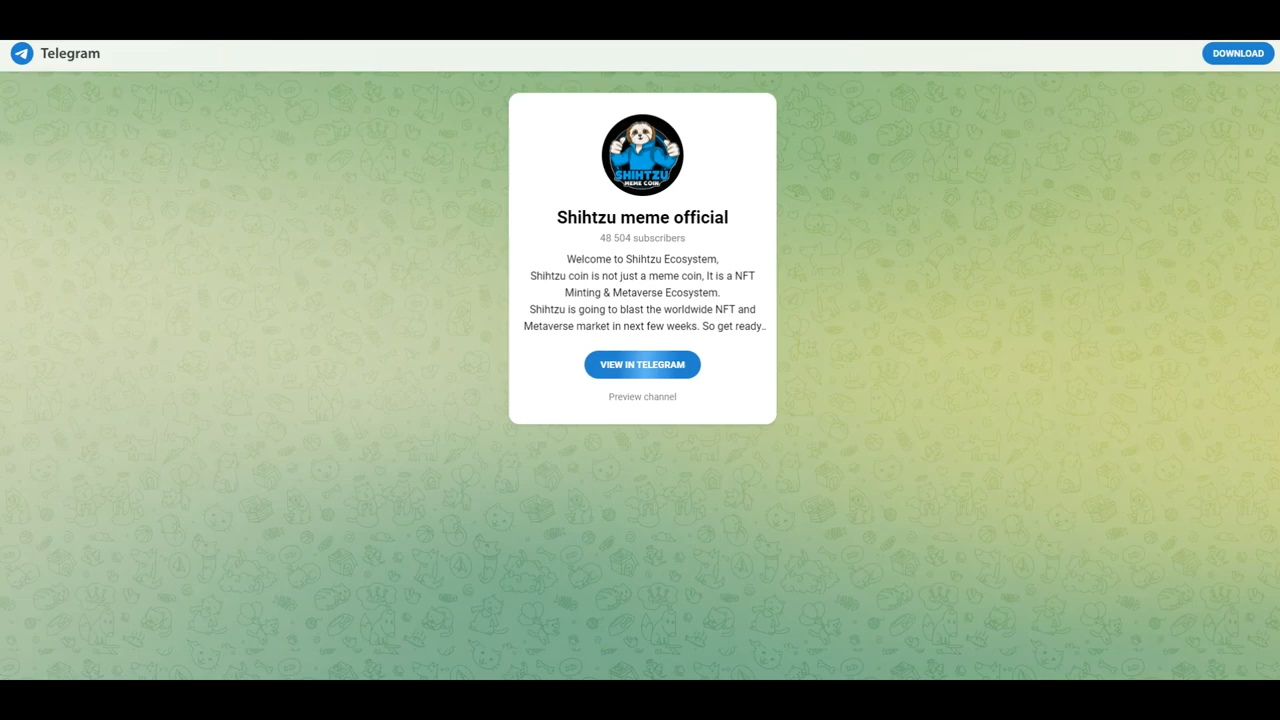 Telegram
DOWNLOAD
SHIHTZU
MEME COIN
Shihtzu meme official
48 504 subscribers
Welcome to Shihtzu Ecosystem,
Shihtzu coin is not just a meme coin, It is a NFT
Minting & Metaverse Ecosystem.
Shihtzu is going to blast the worldwide NFT and
Metaverse market in next few weeks. So get ready..
VIEW IN TELEGRAM
Preview channel